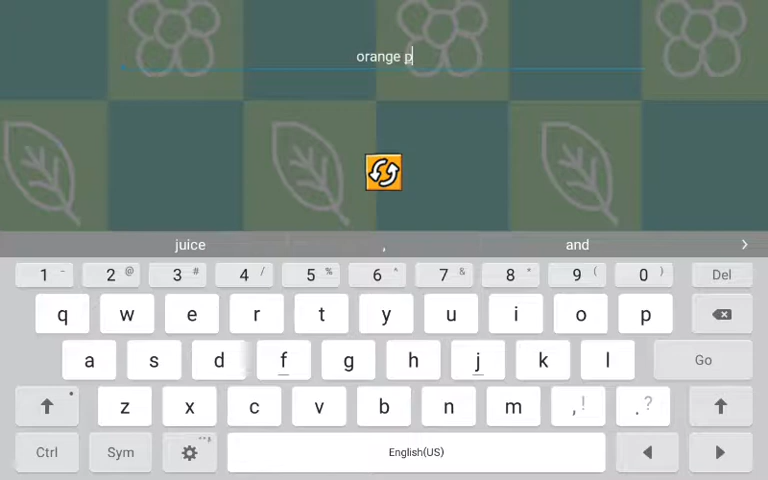 orange p
juice , and
1 - 2 @ 3 # 4 / 5 % 6 ^ 7 & 8 * 9 ( 0 ) Del
q w e r t y u i o p
a s d f g h j k l Go
z x c v b n m , ! . ?
Ctrl Sym English(US)